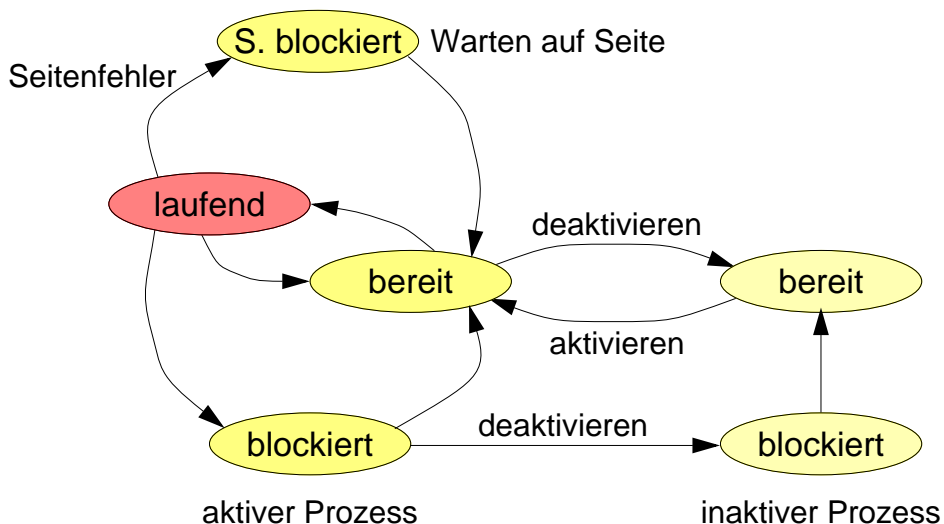 S. blockiert
Warten auf Seite
Seitenfehler
laufend
deaktivieren
bereit
bereit
aktivieren
blockiert
deaktivieren
blockiert
aktiver Prozess
inaktiver Prozess